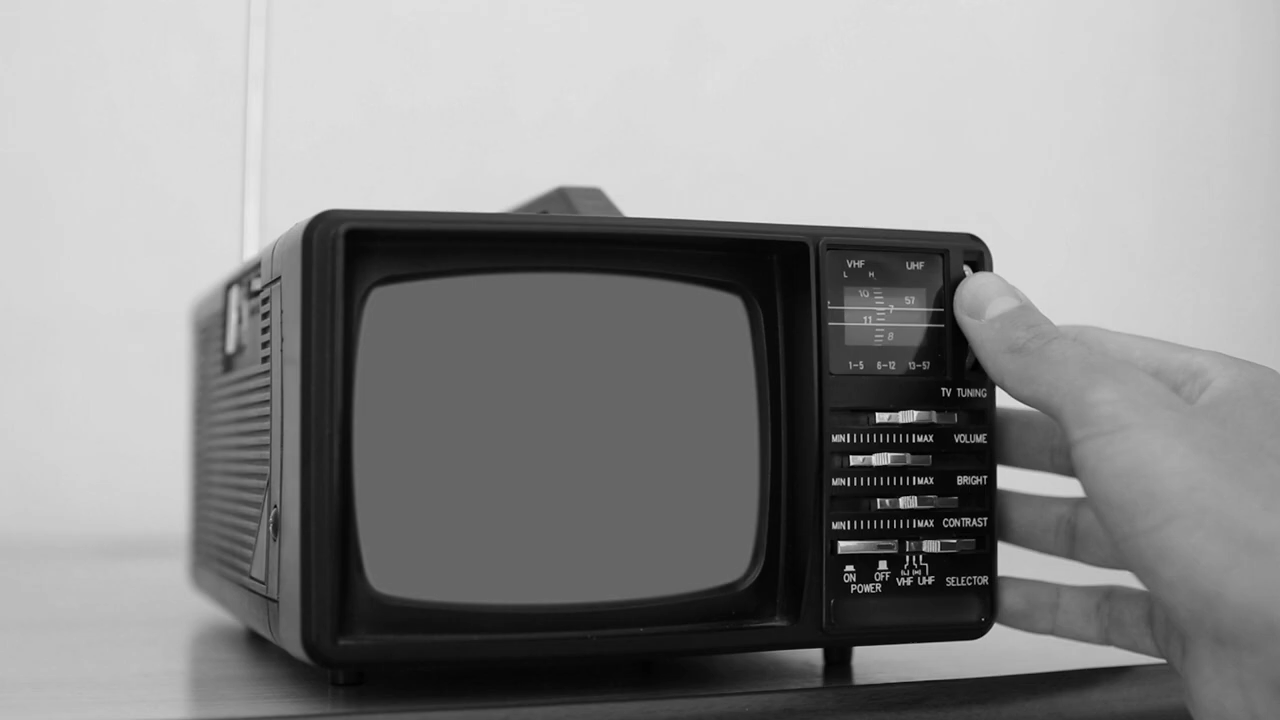 VHF UHF
L H
10 57
7
11
8
1-5 6-12 13-57
TV TUNING
MIN MAX VOLUME
MIN MAX BRIGHT
MIN MAX CONTRAST
ON OFF VHF UHF SELECTOR
POWER